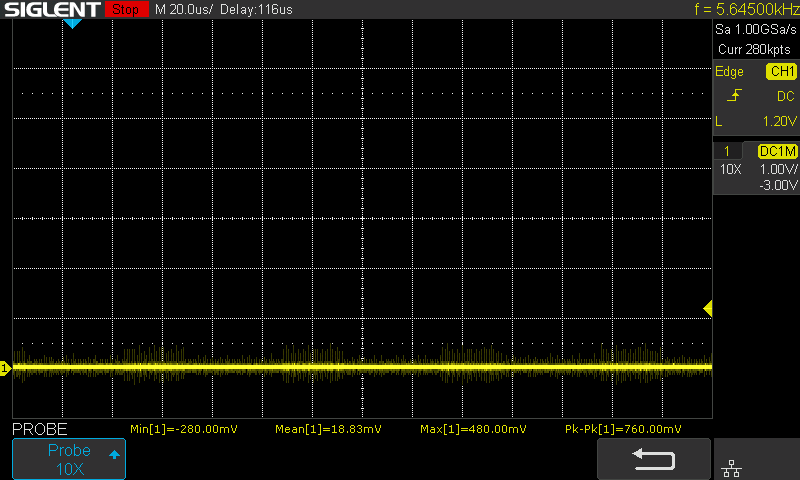 SIGLENT Stop M 20.0us/ Delay:116us f = 5.64500kHz
Sa 1.00GSa/s
Curr 280kpts
Edge CH1
DC
L 1.20V
1 DC1M
10X 1.00V/
-3.00V
1
PROBE Min[1]=-280.00mV Mean[1]=18.83mV Max[1]=480.00mV Pk-Pk[1]=760.00mV
Probe
10X